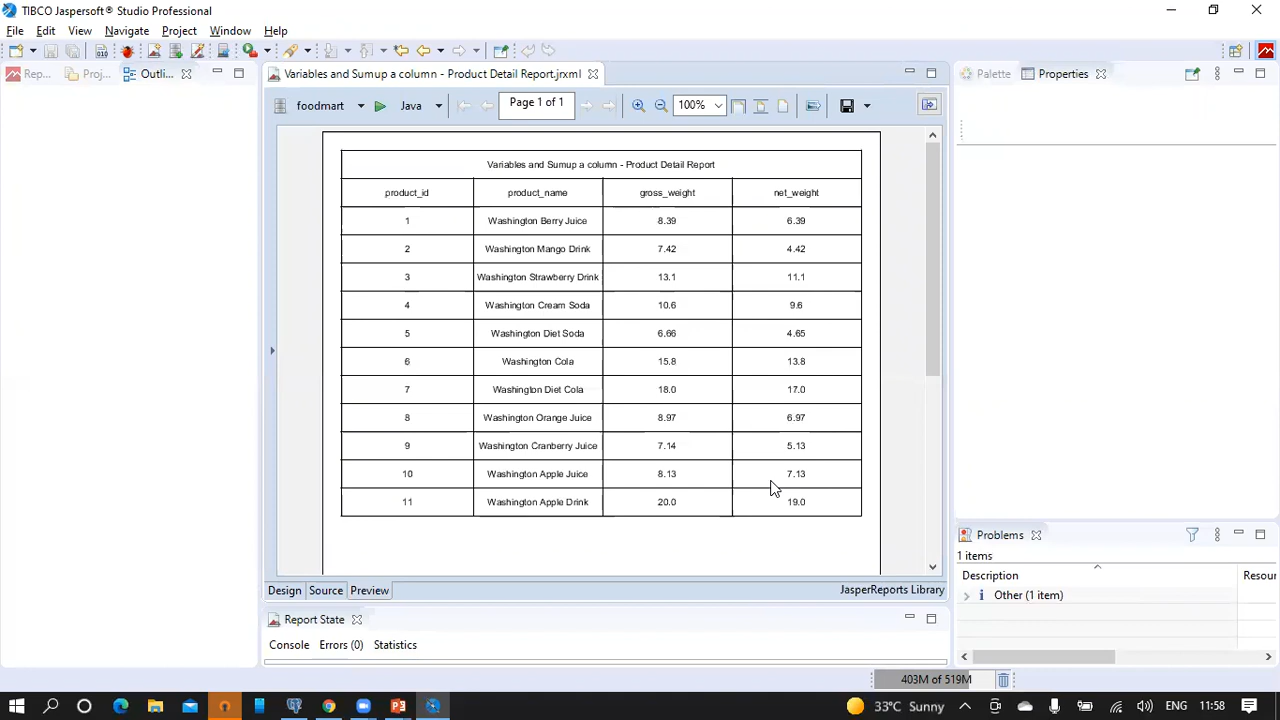 TIBCO Jaspersoft® Studio Professional
File Edit View Navigate Project Window Help
Rep... Proj... Outli...
Variables and Sumup a column - Product Detail Report.jrxml
Palette Properties
foodmart Java Page 1 of 1 100%
Variables and Sumup a column - Product Detail Report
product_id product_name gross_weight net_weight
1 Washington Berry Juice 8.39 6.39
2 Washington Mango Drink 7.42 4.42
3 Washington Strawberry Drink 13.1 11.1
4 Washington Cream Soda 10.6 9.6
5 Washington Diet Soda 6.66 4.65
6 Washington Cola 15.8 13.8
7 Washington Diet Cola 18.0 17.0
8 Washington Orange Juice 8.97 6.97
9 Washington Cranberry Juice 7.14 5.13
10 Washington Apple Juice 8.13 7.13
11 Washington Apple Drink 20.0 19.0
Design Source Preview JasperReports Library
Problems
1 items
Description Resour
Other (1 item)
Report State
Console Errors (0) Statistics
403M of 519M
33°C Sunny ENG 11:58